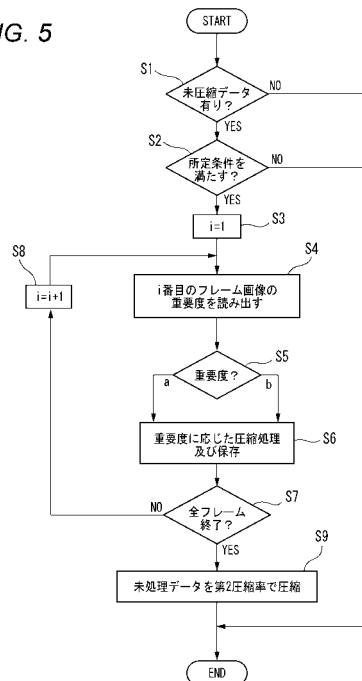 IG. 5
START
S1
未圧縮データ
有り?
NO
YES
S2
所定条件を
満たす?
NO
YES
S3
i=1
S8
i=i+1
S4
i番目のフレーム画像の
重要度を読み出す
S5
重要度?
a
b
S6
重要度に応じた圧縮処理
及び保存
S7
NO
全フレーム
終了?
YES
S9
未処理データを第2圧縮率で圧縮
END